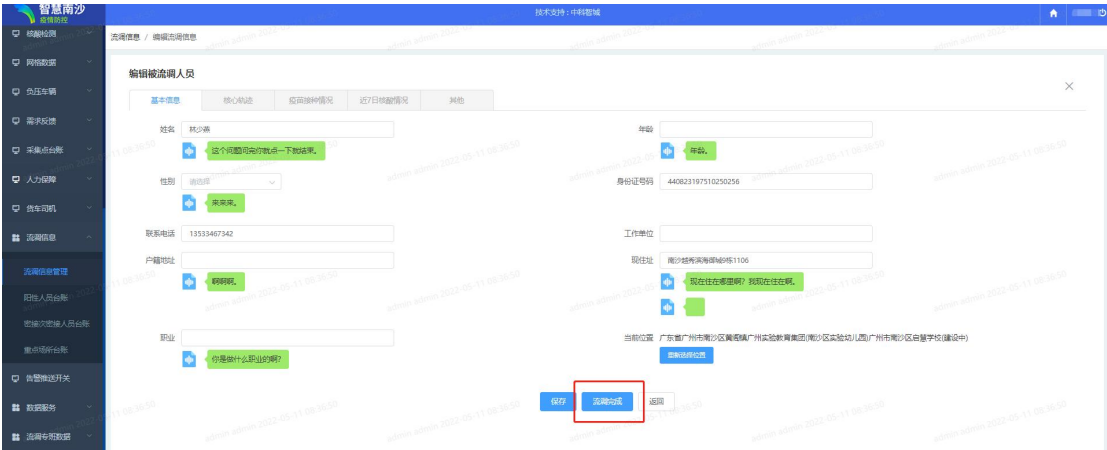 智慧南沙
疫情防控
技术支持：中科智城
核酸检测
网格数据
负压车辆
需求反馈
采集点台账
人力保障
货车司机
流调信息
流调信息管理
阳性人员台账
密接次密接人员台账
重点场所台账
告警推送开关
数据服务
流调专班数据
流调信息 / 编辑流调信息
编辑被流调人员
基本信息 核心轨迹 疫苗接种情况 近7日核酸情况 其他
姓名 林少燕
这个问题问完你就点一下就结束。
年龄
年龄。
性别 请选择
来来来。
身份证号码 440823197510250256
联系电话 13533467342
工作单位
户籍地址
啊啊啊。
现住址 南沙越秀滨海御城9栋1106
现在住在哪里啊？我现在住在啊。
职业
你是做什么职业的啊？
当前位置 广东省广州市南沙区黄阁镇广州实验教育集团(南沙区实验幼儿园)广州市南沙区启慧学校(建设中)
重新选择位置
保存 流调完成 返回
admin admin 2022-05-11 08:36:50